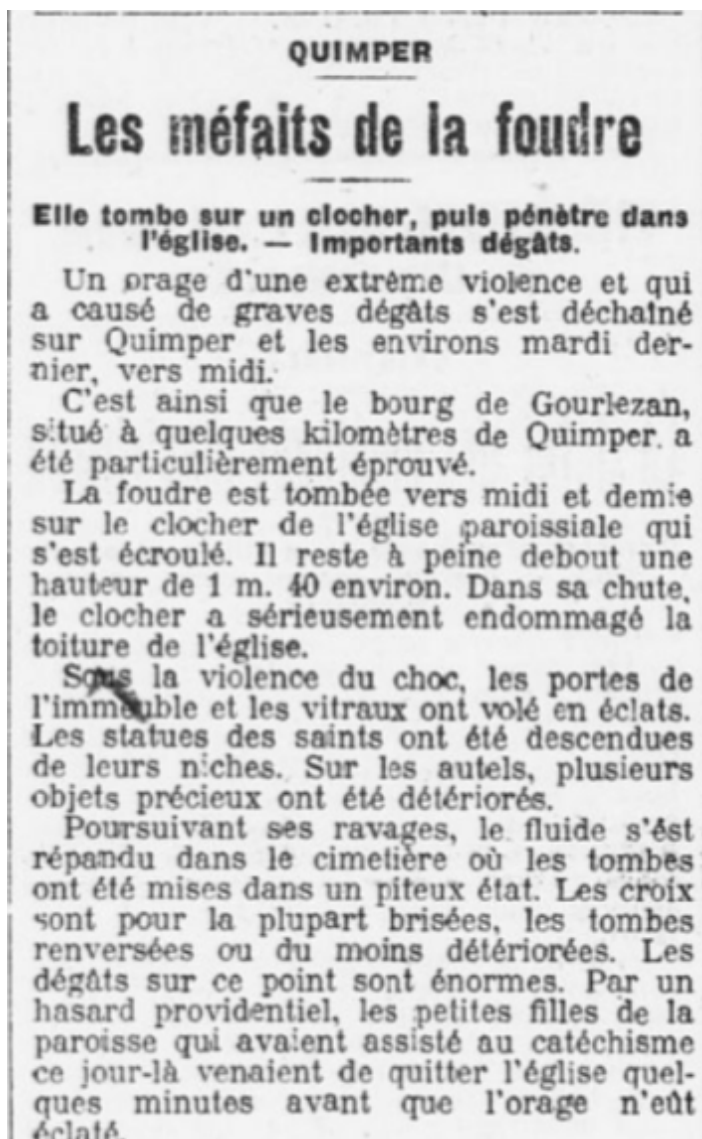 QUIMPER
Les méfaits de la foudre
Elle tombe sur un clocher, puis pénètre dans
l'église. — Importants dégâts.
Un orage d'une extrême violence et qui
a causé de graves dégâts s'est déchaîné
sur Quimper et les environs mardi der-
nier, vers midi.
C'est ainsi que le bourg de Gourlezan,
situé à quelques kilomètres de Quimper a
été particulièrement éprouvé.
La foudre est tombée vers midi et demie
sur le clocher de l'église paroissiale qui
s'est écroulé. Il reste à peine debout une
hauteur de 1 m. 40 environ. Dans sa chute,
le clocher a sérieusement endommagé la
toiture de l'église.
Sous la violence du choc, les portes de
l'immeuble et les vitraux ont volé en éclats.
Les statues des saints ont été descendues
de leurs niches. Sur les autels, plusieurs
objets précieux ont été détériorés.
Poursuivant ses ravages, le fluide s'ést
répandu dans le cimetière où les tombes
ont été mises dans un piteux état. Les croix
sont pour la plupart brisées, les tombes
renversées ou du moins détériorées. Les
dégâts sur ce point sont énormes. Par un
hasard providentiel, les petites filles de la
paroisse qui avaient assisté au catéchisme
ce jour-là venaient de quitter l'église quel-
ques minutes avant que l'orage n'eût
éclaté.